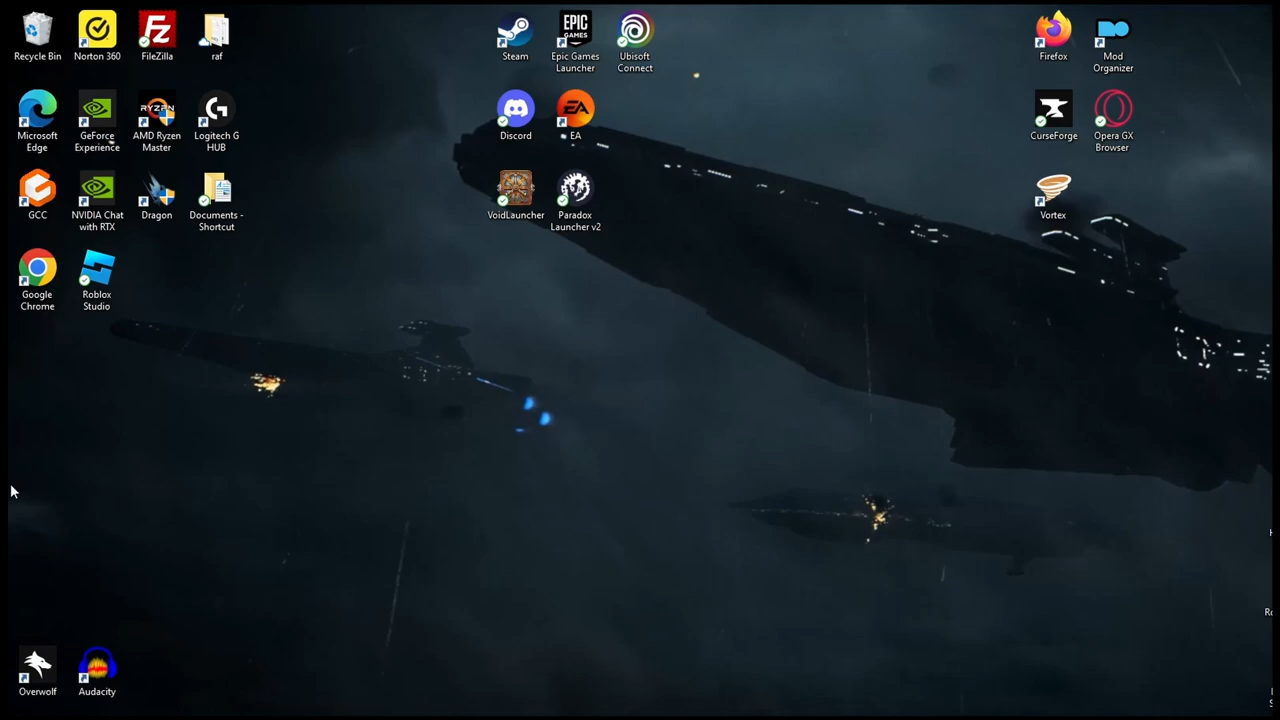 Recycle Bin
Norton 360
FileZilla
raf
Steam
EPIC
GAMES
Epic Games
Launcher
Ubisoft
Connect
Firefox
Mod
Organizer
Microsoft
Edge
GeForce
Experience
RYZEN
AMD Ryzen
Master
Logitech G
HUB
Discord
EA
EA
CurseForge
Opera GX
Browser
GCC
NVIDIA Chat
with RTX
Dragon
Documents -
Shortcut
VoidLauncher
Paradox
Launcher v2
Vortex
Google
Chrome
Roblox
Studio
Overwolf
Audacity